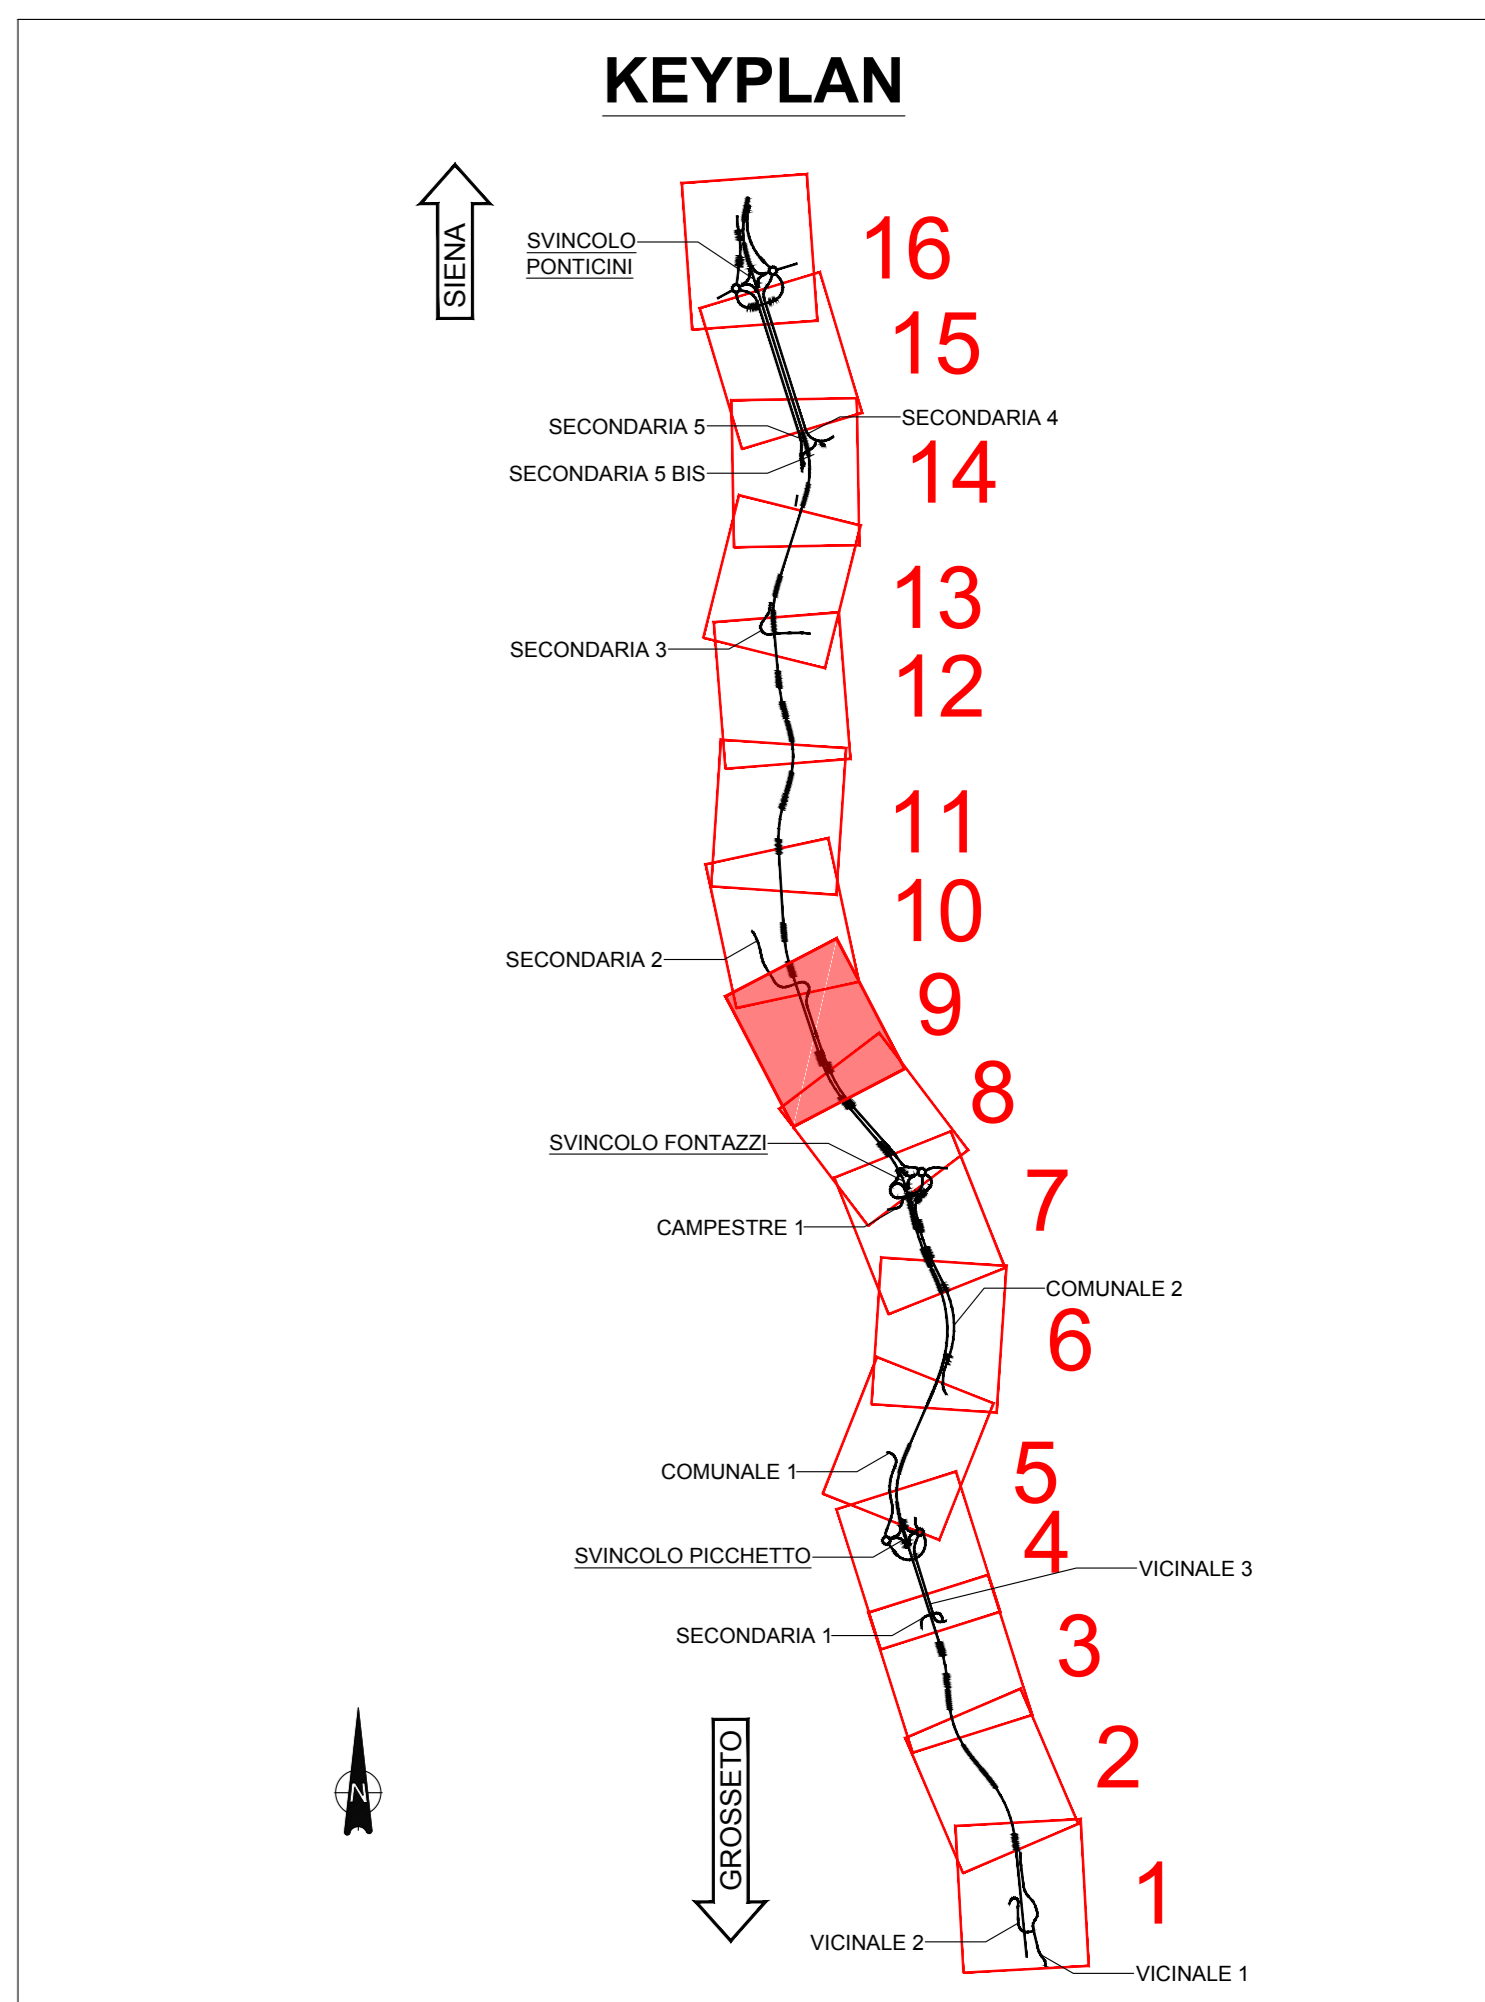 KEYPLAN
SIENA
SVINCOLO
PONTICINI
16
15
SECONDARIA 4
SECONDARIA 5
SECONDARIA 5 BIS
14
13
SECONDARIA 3
12
11
10
SECONDARIA 2
9
8
SVINCOLO FONTAZZI
7
CAMPESTRE 1
COMUNALE 2
6
COMUNALE 1
5
4
SVINCOLO PICCHETTO
VICINALE 3
SECONDARIA 1
3
2
GROSSETO
N
1
VICINALE 2
VICINALE 1